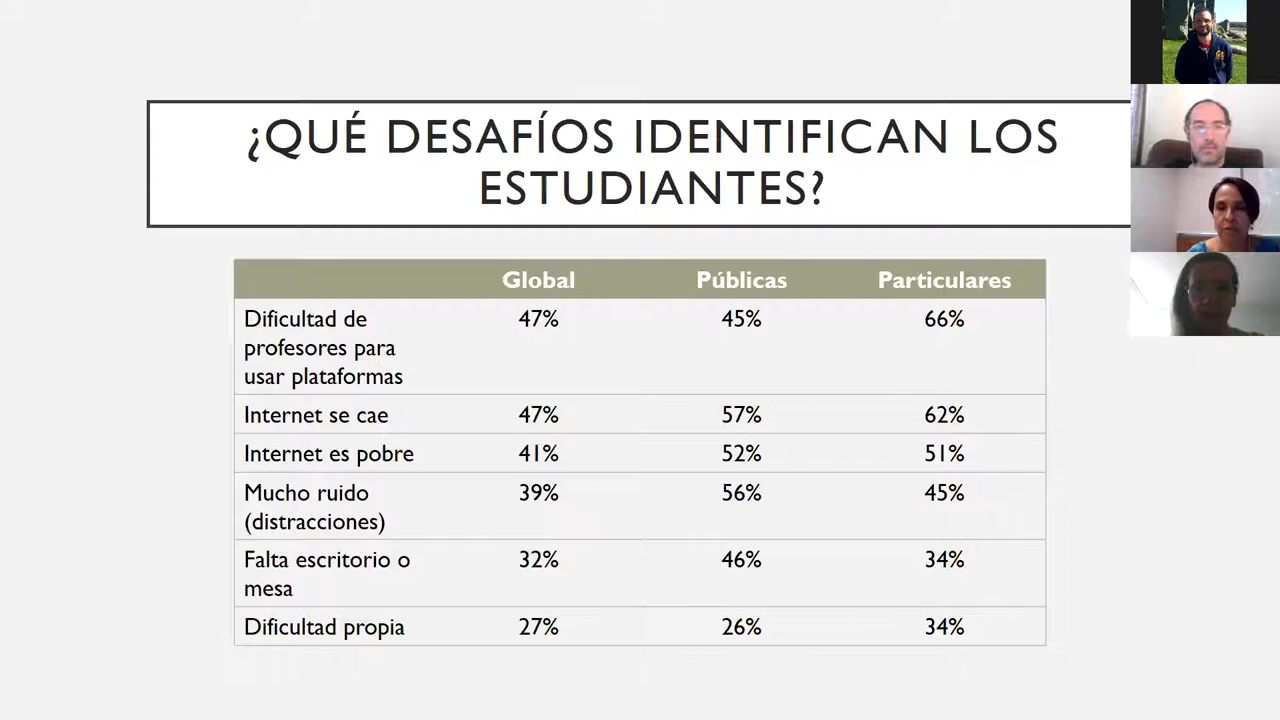 ¿QUÉ DESAFÍOS IDENTIFICAN LOS
ESTUDIANTES?
Global Públicas Particulares
Dificultad de 47% 45% 66%
profesores para
usar plataformas
Internet se cae 47% 57% 62%
Internet es pobre 41% 52% 51%
Mucho ruido 39% 56% 45%
(distracciones)
Falta escritorio o 32% 46% 34%
mesa
Dificultad propia 27% 26% 34%